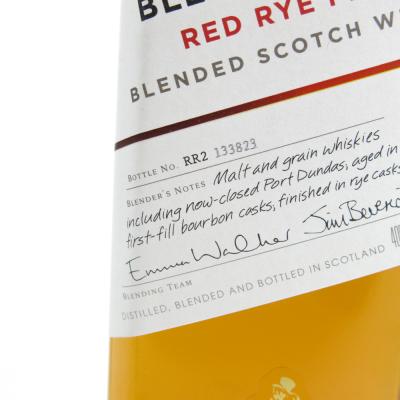 RED RYE
BLENDED SCOTCH
BOTTLE NO. RR2 133823
BLENDER'S NOTES Malt and grain whiskies
including now-closed Port Dundas, aged in
first-fill bourbon casks, finished in rye casks
Emma Walker Jim Bever
BLENDING TEAM
DISTILLED, BLENDED AND BOTTLED IN SCOTLAND